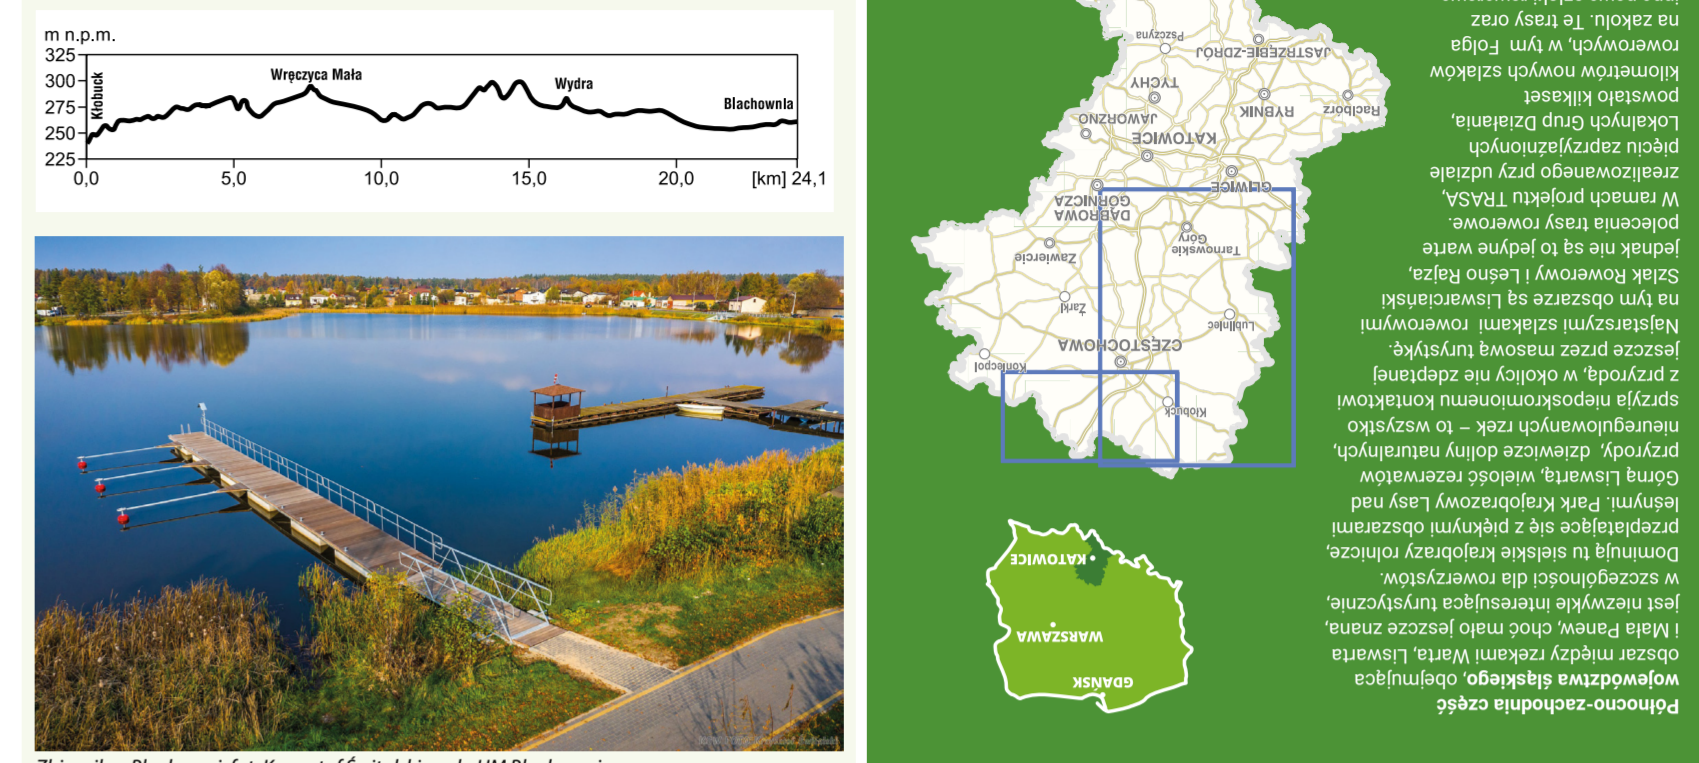 m n.p.m.
325
300
275
250
225
Kłobuck
Wręczyca Mała
Wydra
Blachownia
0,0
5,0
10,0
15,0
20,0
[km] 24,1
Północno-zachodnia część
województwa śląskiego, obejmująca
obszar między rzekami Warta, Liswarta
i Mała Panew, choć mało jeszcze znana,
jest niezwykle interesująca turystycznie,
w szczególności dla rowerzystów.
Dominują tu sielskie krajobrazy rolnicze,
przeplatające się z pięknymi obszarami
leśnymi. Park Krajobrazowy Lasy nad
Górną Liswartą, wielość rezerwatów
przyrody, dziewicze doliny naturalnych,
nieuregulowanych rzek – to wszystko
sprzyja nieposkromionemu kontaktowi
z przyrodą, w okolicy nie zdeptanej
jeszcze przez masową turystykę.
Najstarszymi szlakami rowerowymi
na tym obszarze są Liswarciański
Szlak Rowerowy i Leśno Rajza,
jednak nie są to jedyne warte
polecenia trasy rowerowe.
W ramach projektu TRASA,
zrealizowanego przy udziale
pięciu zaprzyjaźnionych
Lokalnych Grup Działania,
powstało kilkaset
kilometrów nowych szlaków
rowerowych, w tym Folga
na zakolu. Te trasy oraz
GDAŃSK
WARSZAWA
KATOWICE
Kłobuck
Koniecpol
CZĘSTOCHOWA
Lubliniec
Żarki
Zawiercie
Tarnowskie
Góry
DĄBROWA
GÓRNICZA
GLIWICE
KATOWICE
JAWORZNO
RYBNIK
Racibórz
TYCHY
JASTRZĘBIE-ZDRÓJ
Pszczyna